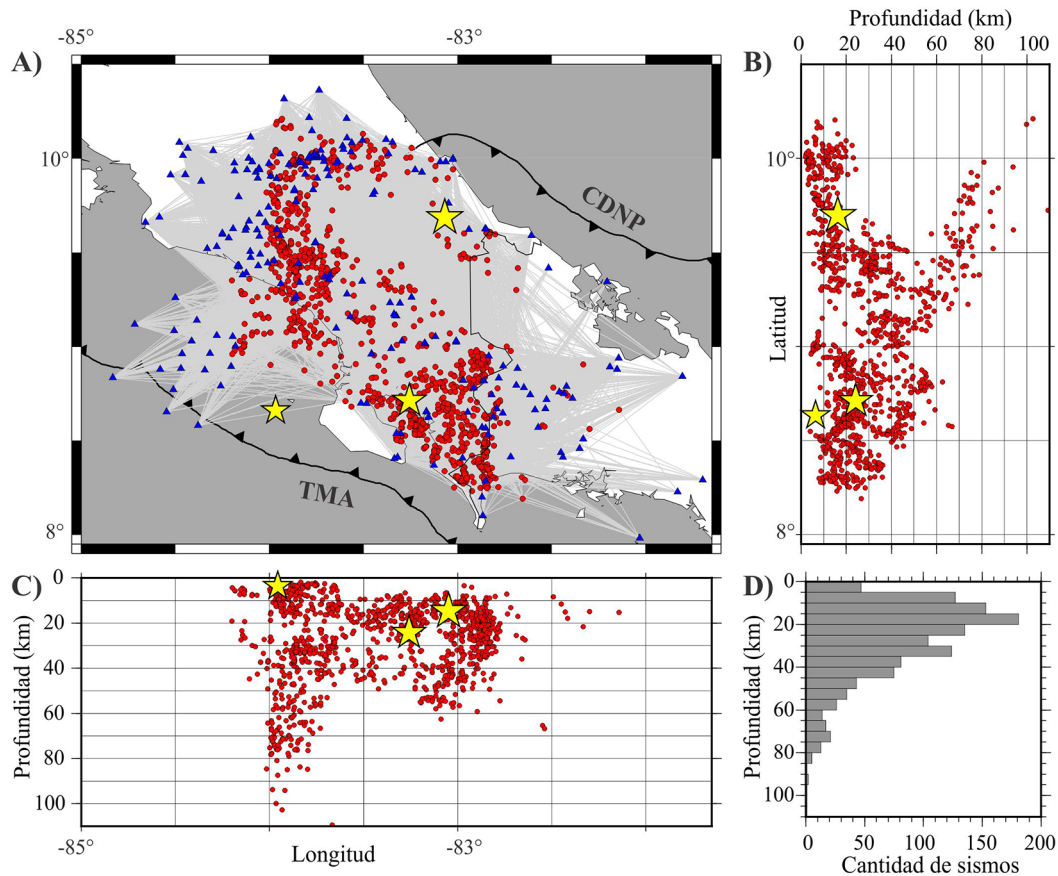 -85°
-83°
A)
10°
8°
CDNP
TMA
Profundidad (km)
0 20 40 60 80 100
B)
Latitud
10°
8°
C)
Profundidad (km)
0
20
40
60
80
100
-85°
-83°
Longitud
D)
Profundidad (km)
0
20
40
60
80
100
0 50 100 150 200
Cantidad de sismos